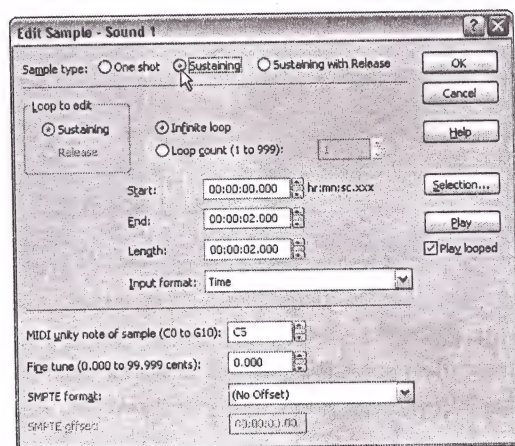 Edit Sample - Sound 1
Sample type: One shot Sustaining Sustaining with Release
OK
Cancel
Loop to edit
Sustaining
Release
Infinite loop
Loop count (1 to 999): 1
Help
Start: 00:00:00.000 hr:mn:sc.xxx
Selection...
End: 00:00:02.000
Play
Length: 00:00:02.000
Play looped
Input format: Time
MIDI unity note of sample (C0 to G10): C5
Fine tune (0.000 to 99.999 cents): 0.000
SMPTE format: (No Offset)
SMPTE offset: 00:00:00.00